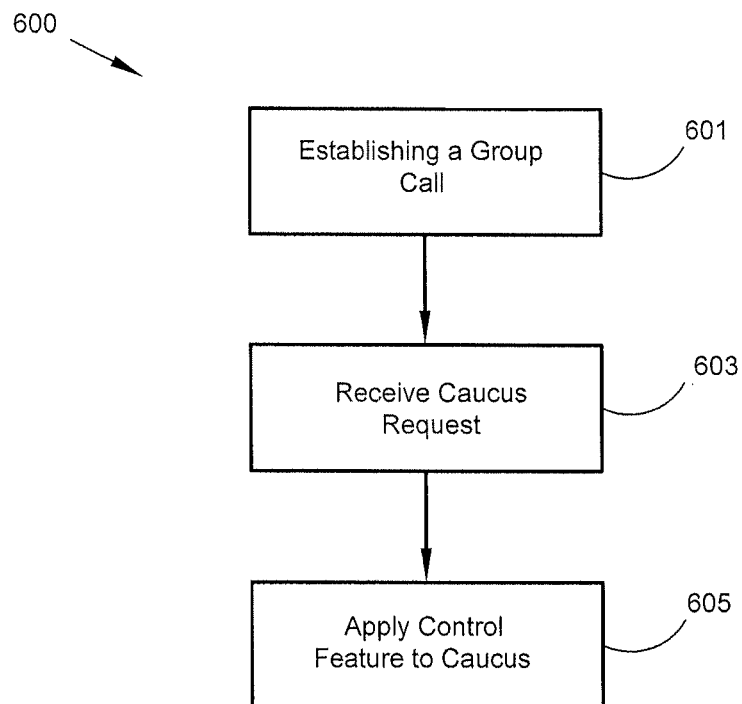 600
Establishing a Group
Call
601
Receive Caucus
Request
603
Apply Control
Feature to Caucus
605